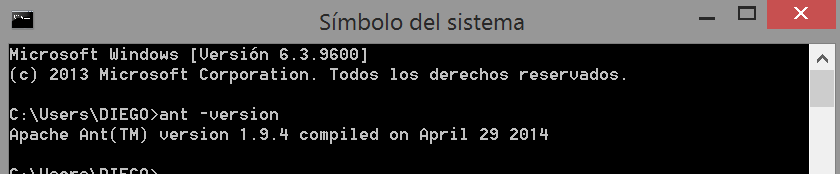 Símbolo del sistema
Microsoft Windows [Versión 6.3.9600]
(c) 2013 Microsoft Corporation. Todos los derechos reservados.
C:\Users\DIEGO>ant -version
Apache Ant(TM) version 1.9.4 compiled on April 29 2014
C:\Users\DIEGO>